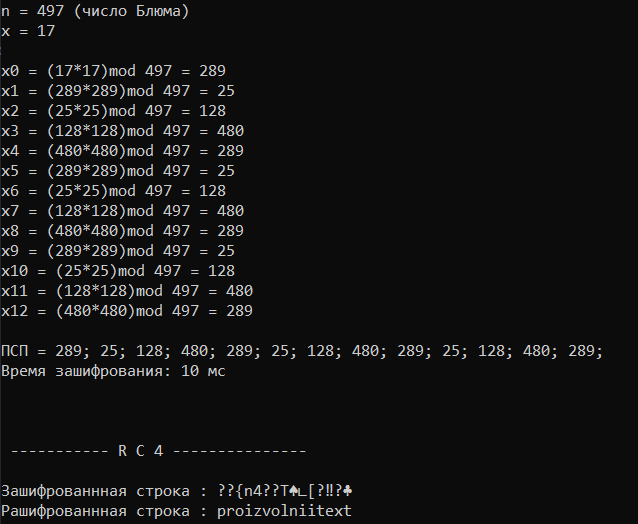 n = 497 (число Блюма)
x = 17
x0 = (17*17)mod 497 = 289
x1 = (289*289)mod 497 = 25
x2 = (25*25)mod 497 = 128
x3 = (128*128)mod 497 = 480
x4 = (480*480)mod 497 = 289
x5 = (289*289)mod 497 = 25
x6 = (25*25)mod 497 = 128
x7 = (128*128)mod 497 = 480
x8 = (480*480)mod 497 = 289
x9 = (289*289)mod 497 = 25
x10 = (25*25)mod 497 = 128
x11 = (128*128)mod 497 = 480
x12 = (480*480)mod 497 = 289
ПСП = 289; 25; 128; 480; 289; 25; 128; 480; 289; 25; 128; 480; 289;
Время зашифрования: 10 мс
----------- R C 4 ---------------
Зашифрованнная строка : ??{n4??T♠∟[?‼?♣
Рашифрованнная строка : proizvolniitext